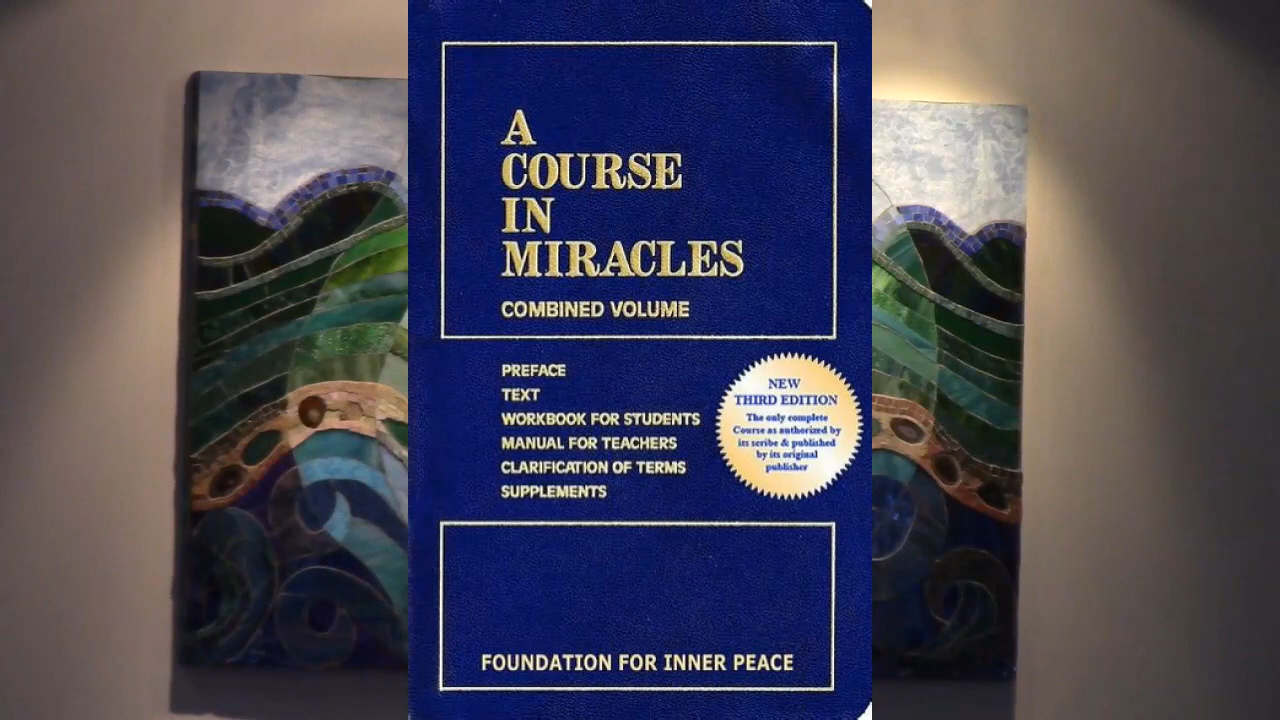 A
COURSE
IN
MIRACLES
COMBINED VOLUME
PREFACE
TEXT
WORKBOOK FOR STUDENTS
MANUAL FOR TEACHERS
CLARIFICATION OF TERMS
SUPPLEMENTS
NEW
THIRD EDITION
The only complete
Course as authorized by
its scribe & published
by its original
publisher
FOUNDATION FOR INNER PEACE